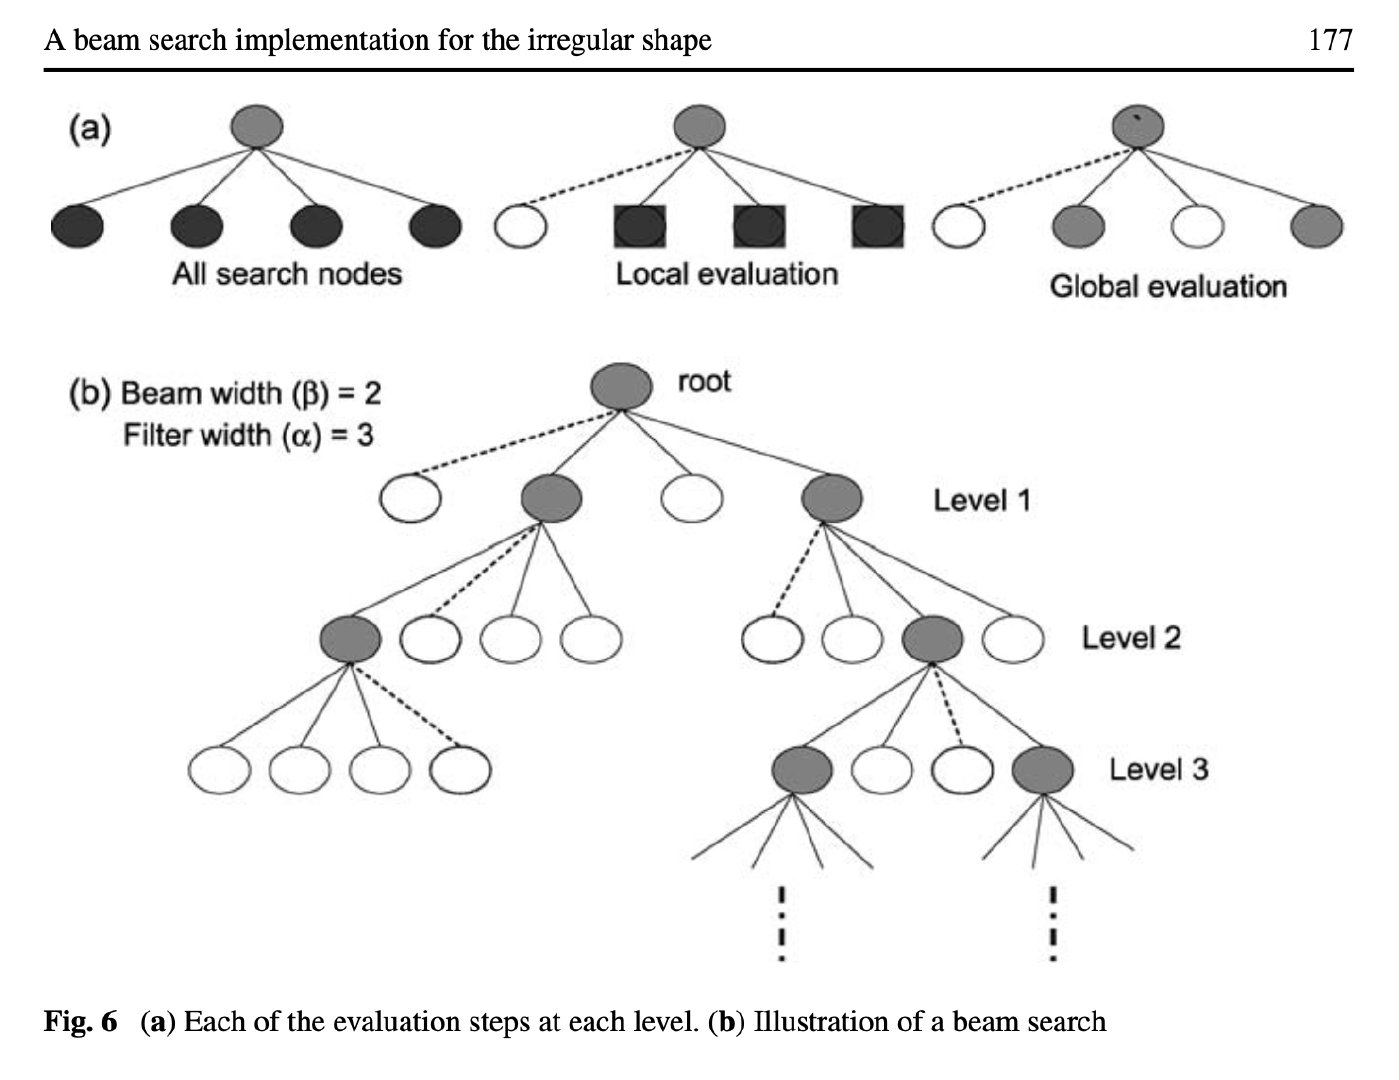 A beam search implementation for the irregular shape 177
(a)
All search nodes
Local evaluation
Global evaluation
(b) Beam width (β) = 2
Filter width (α) = 3
root
Level 1
Level 2
Level 3
Fig. 6 (a) Each of the evaluation steps at each level. (b) Illustration of a beam search